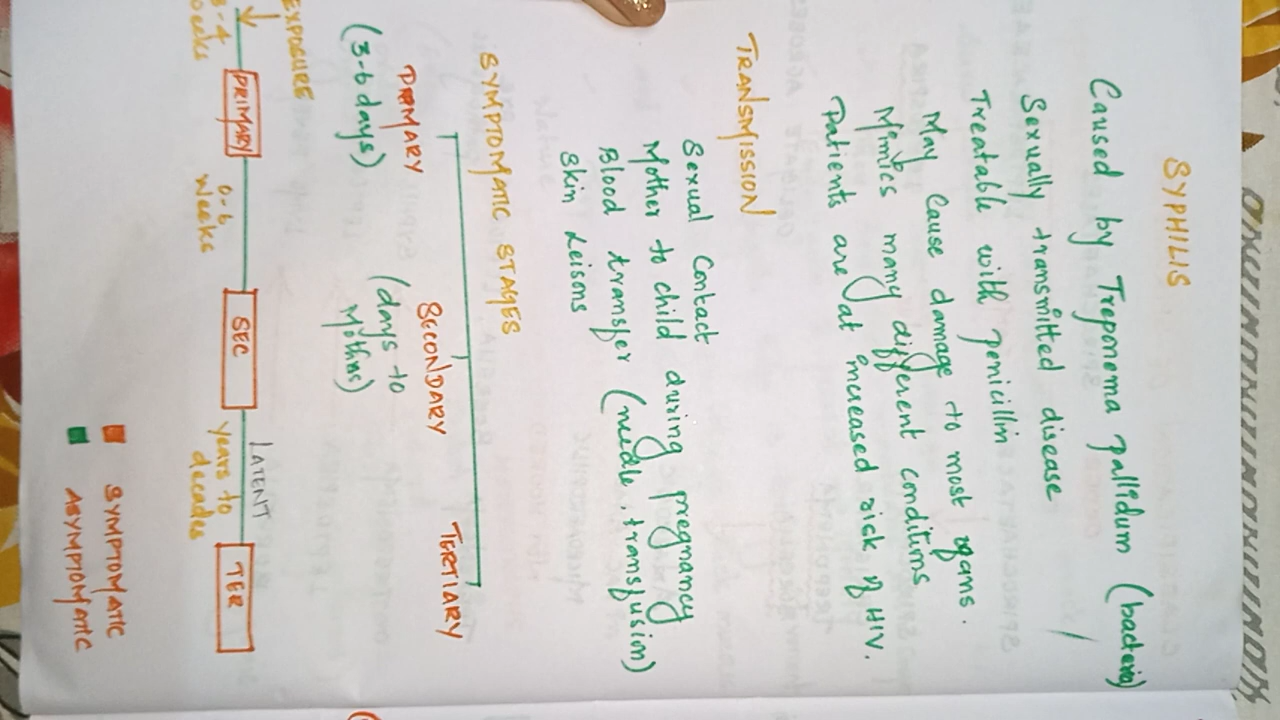 SYPHILIS
Caused by Treponema pallidum (bacteria)
Sexually transmitted disease
Treatable with penicillin
May cause damage to most ogams.
Mimics many different conditions
Patients are at increased risk of HIV.
TRANSMISSION
Sexual contact
Mother to child during pregnancy
Blood transfer (needle, transfusion)
Skin Leisons
SYMPTOMATIC STAGES
PRIMARY SECONDARY TERTIARY
(3-6 days) (days to
Moths)
EXPOSURE
PRIMARY SEC LATENT TER
0-6
weeks
years to
decades
SYMPTOMATIC
ASYMPTOMATIC